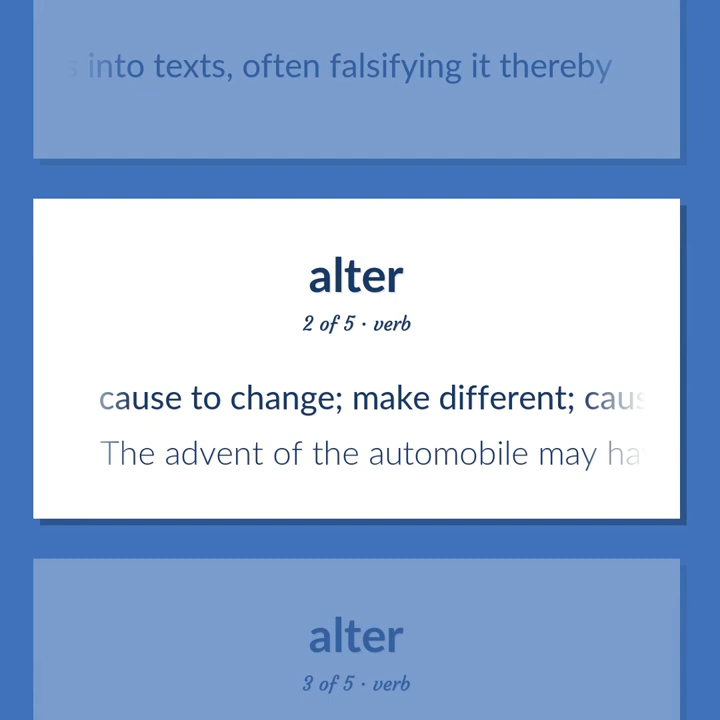 into texts, often falsifying it thereby
alter
2 of 5 · verb
cause to change; make different;
The advent of the automobile may
alter
3 of 5 · verb